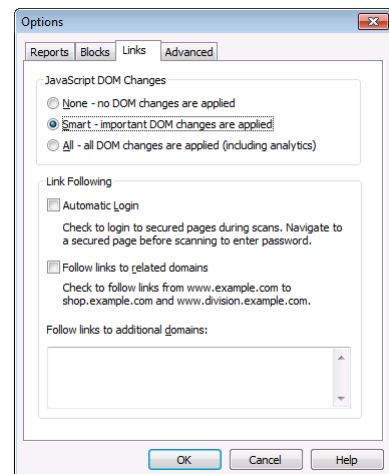 Options
Reports Blocks Links Advanced
JavaScript DOM Changes
None - no DOM changes are applied
Smart - important DOM changes are applied
All - all DOM changes are applied (including analytics)
Link Following
Automatic Login
Check to login to secured pages during scans. Navigate to
a secured page before scanning to enter password.
Follow links to related domains
Check to follow links from www.example.com to
shop.example.com and www.division.example.com.
Follow links to additional domains:
OK Cancel Help